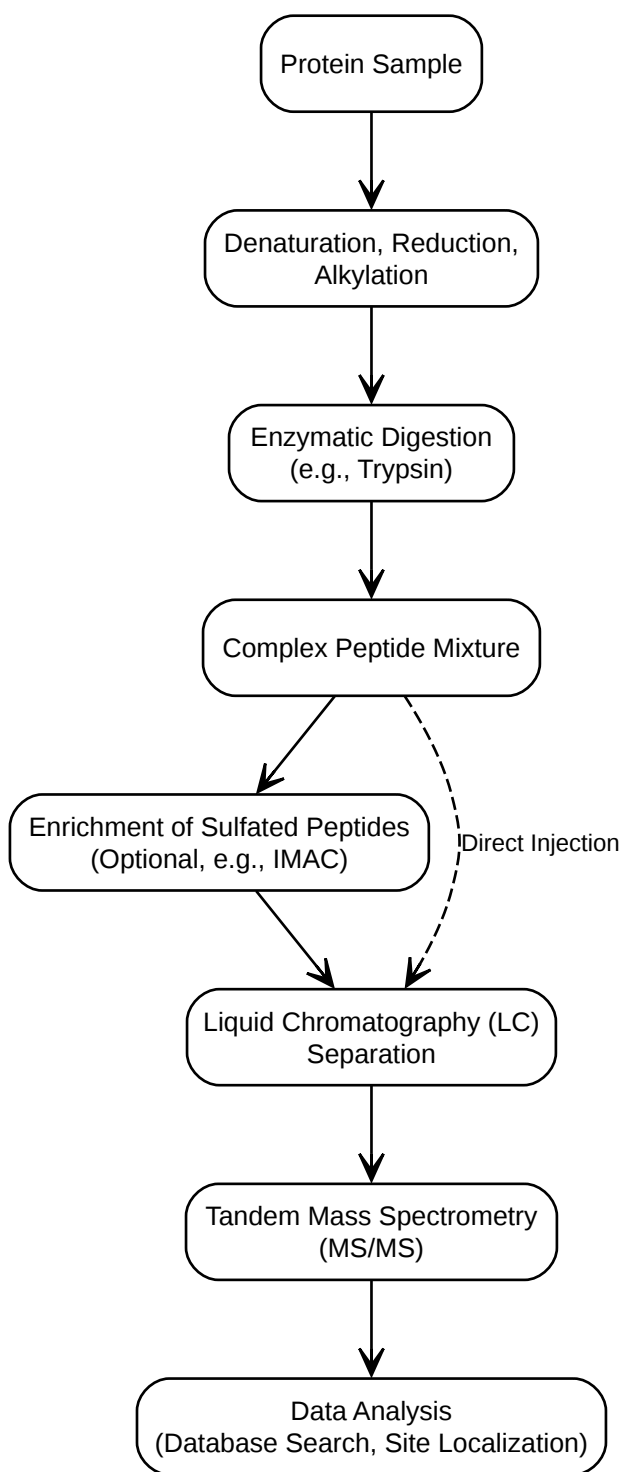 Protein Sample
Denaturation, Reduction,
Alkylation
Enzymatic Digestion
(e.g., Trypsin)
Complex Peptide Mixture
Enrichment of Sulfated Peptides
(Optional, e.g., IMAC)
Direct Injection
Liquid Chromatography (LC)
Separation
Tandem Mass Spectrometry
(MS/MS)
Data Analysis
(Database Search, Site Localization)